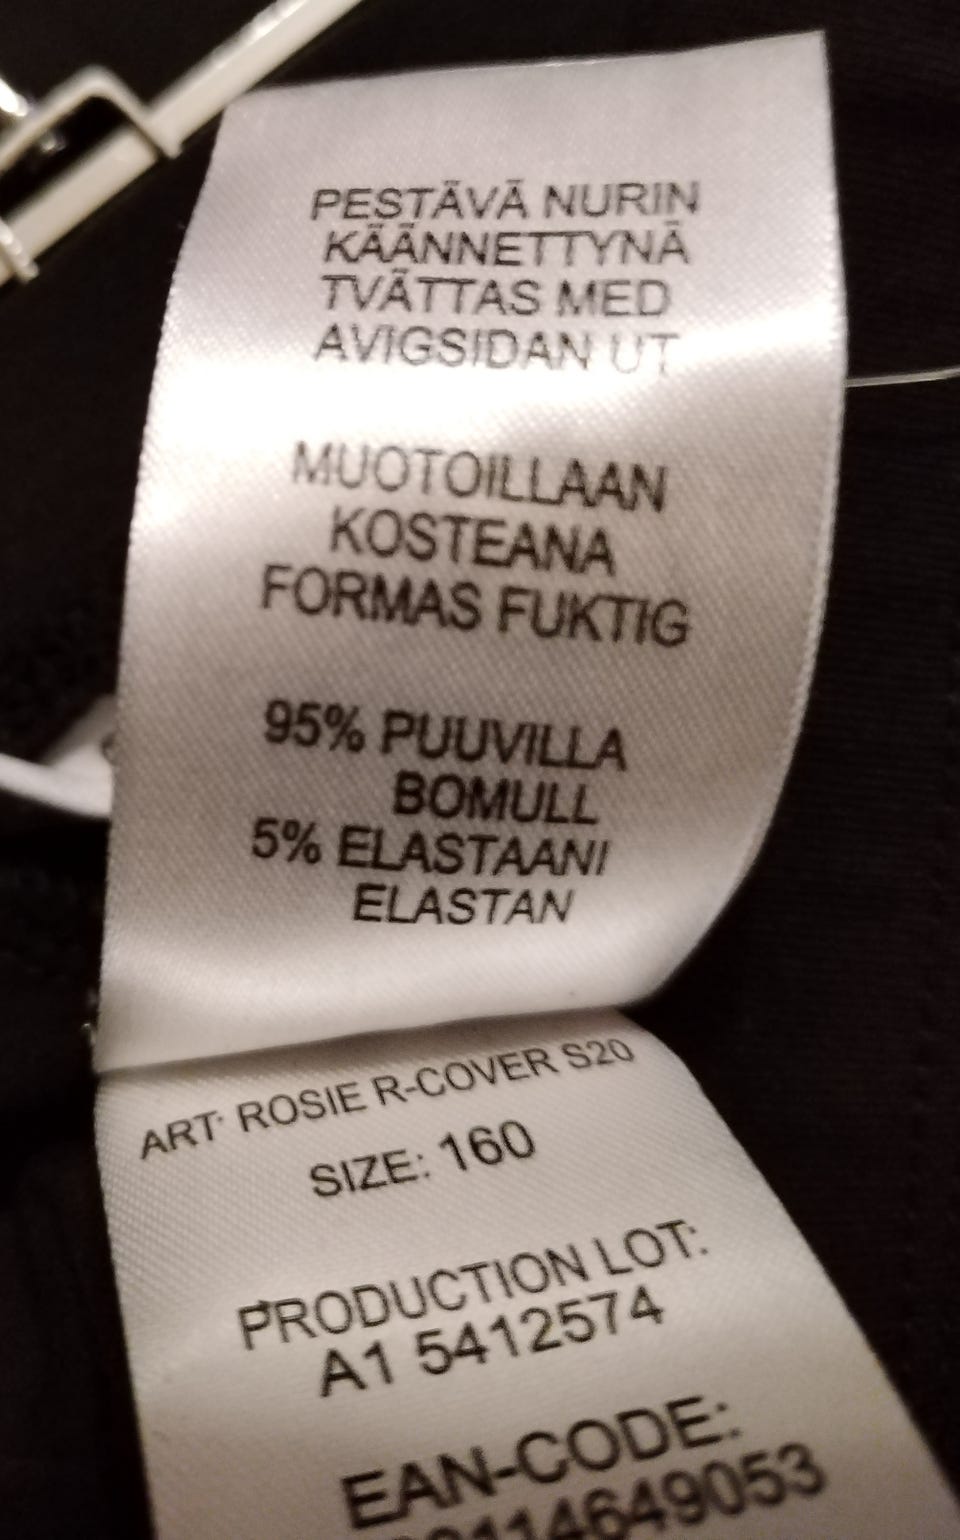 PESTÄVÄ NURIN
KÄÄNNETTYNÄ
TVÄTTAS MED
AVIGSIDAN UT
MUOTOILLAAN
KOSTEANA
FORMAS FUKTIG
95% PUUVILLA
BOMULL
5% ELASTAANI
ELASTAN
ART: ROSIE R-COVER S20
SIZE: 160
PRODUCTION LOT:
A1 5412574
EAN-CODE: